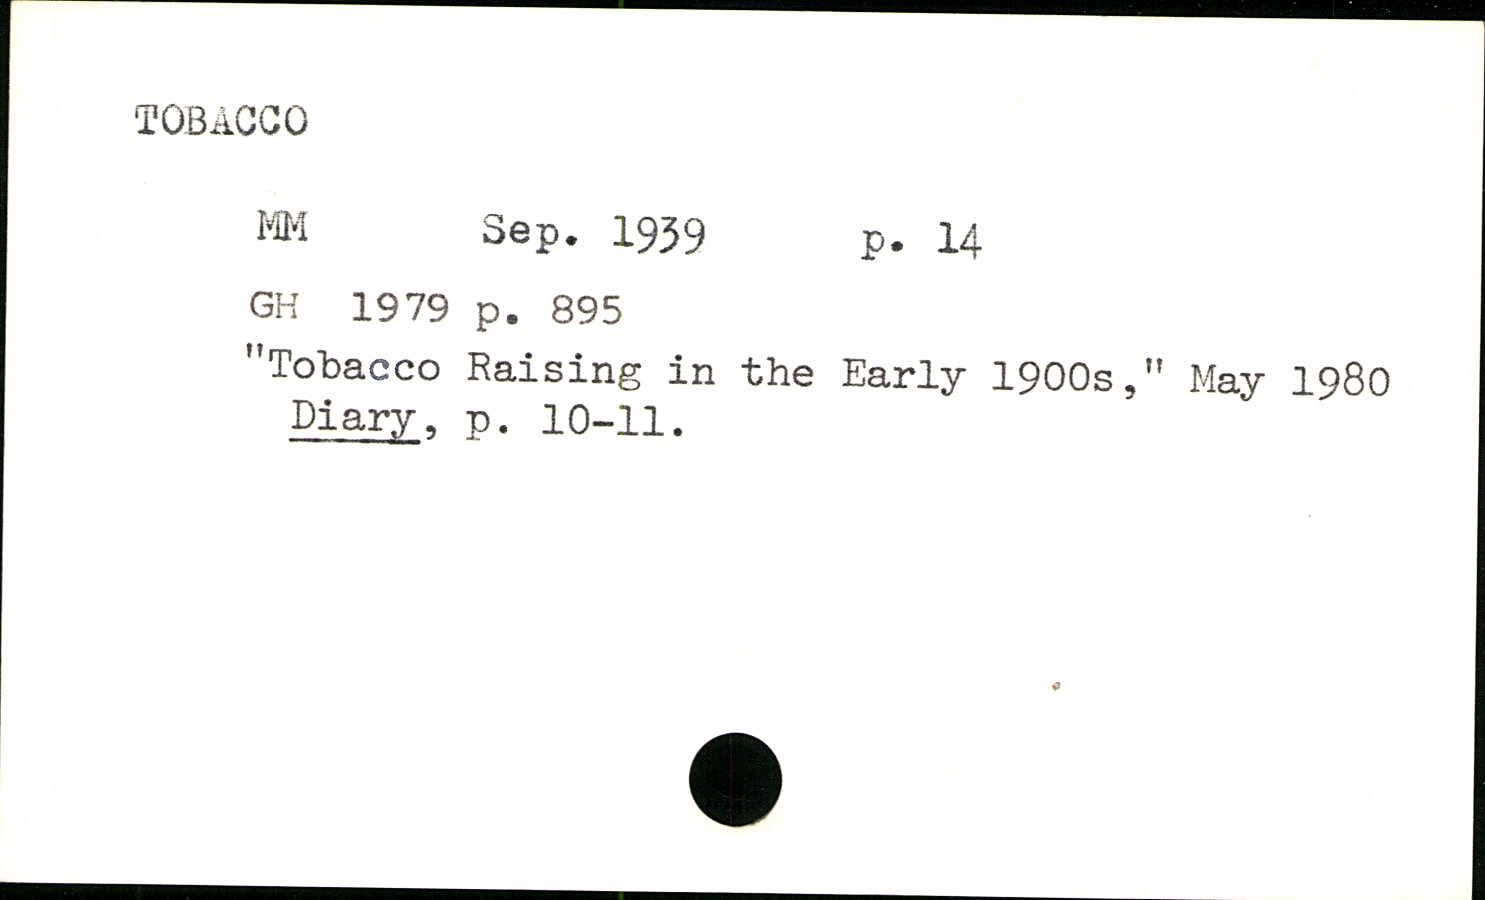 TOBACCO
MM Sep. 1939 p. 14
GH 1979 p. 895
"Tobacco Raising in the Early 1900s," May 1980
Diary, p. 10-11.